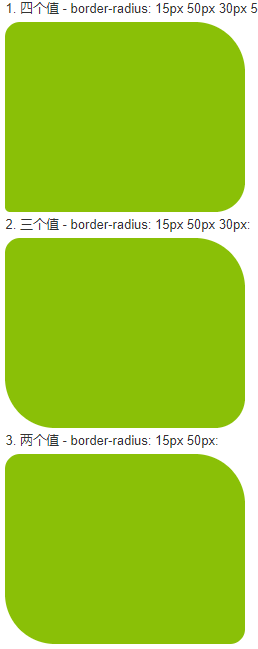 1. 四个值 - border-radius: 15px 50px 30px 5
2. 三个值 - border-radius: 15px 50px 30px:
3. 两个值 - border-radius: 15px 50px: